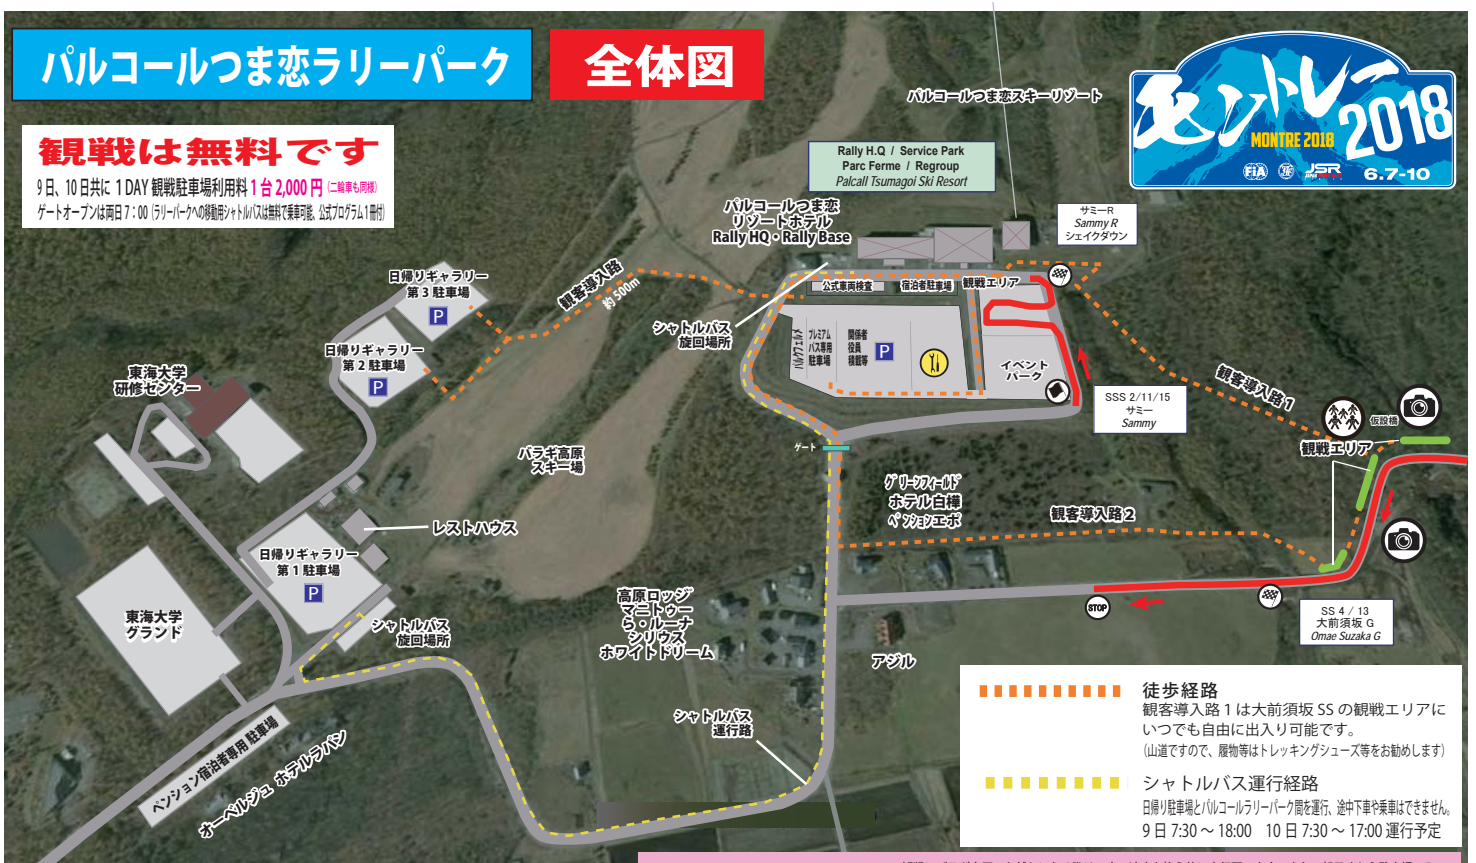 パルコールつま恋ラリーパーク
全体図
観戦は無料です
9日、10日共に 1 DAY 観戦駐車場利用料 1台 2,000 円 (二輪車も同様)
ゲートオープンは両日 7:00 (ラリーパークへの移動用シャトルバスは無料で乗車可能、公式プログラム1冊付)
モントレー
2018
MONTRE 2018
FIA
JSR
6.7-10
パルコールつま恋スキーリゾート
Rally H.Q / Service Park
Parc Ferme / Regroup
Palcall Tsumagoi Ski Resort
パルコールつま恋
リゾートホテル
Rally HQ・Rally Base
サミーR
Sammy R
シェイクダウン
日帰りギャラリー
第3駐車場
P
観客導入路
約500m
公式車両検査
宿泊者駐車場
観戦エリア
シャトルバス
旋回場所
プレミアム
バス専用
駐車場
関係者
役員
積載等
P
イベント
パーク
日帰りギャラリー
第2駐車場
P
東海大学
研修センター
SSS 2/11/15
サミー
Sammy
観客導入路1
仮設橋
観戦エリア
ゲート
バラギ高原
スキー場
グリーンフィールド
ホテル白樺
ペンションエポ
観客導入路2
レストハウス
日帰りギャラリー
第1駐車場
P
東海大学
グランド
シャトルバス
旋回場所
高原ロッジ
マニトゥー
ら・ルーナ
シリウス
ホワイトドリーム
アジル
STOP
SS 4 / 13
大前須坂 G
Omae Suzaka G
シャトルバス
運行路
ペンション宿泊者専用 駐車場
オーベルジュ ホテルラパン
徒歩経路
観客導入路1は大前須坂 SS の観戦エリアに
いつでも自由に出入り可能です。
(山道ですので、履物等はトレッキングシューズ等をお勧めします)
シャトルバス運行経路
日帰り駐車場とパルコールラリーパーク間を運行、途中下車や乗車はできません。
9日 7:30 ～ 18:00 10日 7:30 ～ 17:00 運行予定